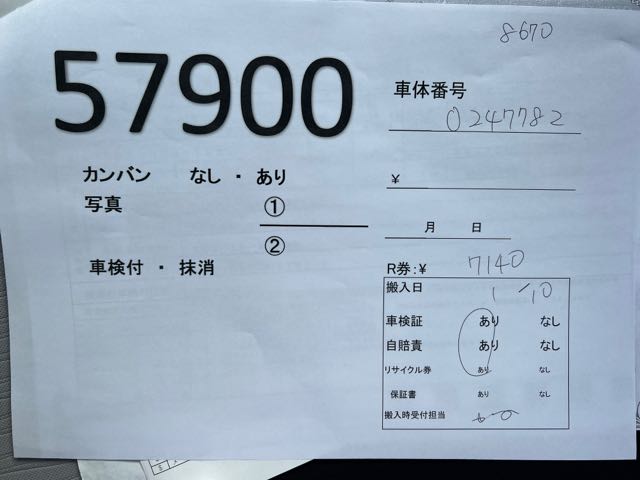 8670
57900
車体番号
0247782
カンバン なし ・ あり
¥
写真 ①
月 日
②
車検付 ・ 抹消
R券:¥ 7140
搬入日 1/10
車検証 あり なし
自賠責 あり なし
リサイクル券 あり なし
保証書 あり なし
搬入時受付担当